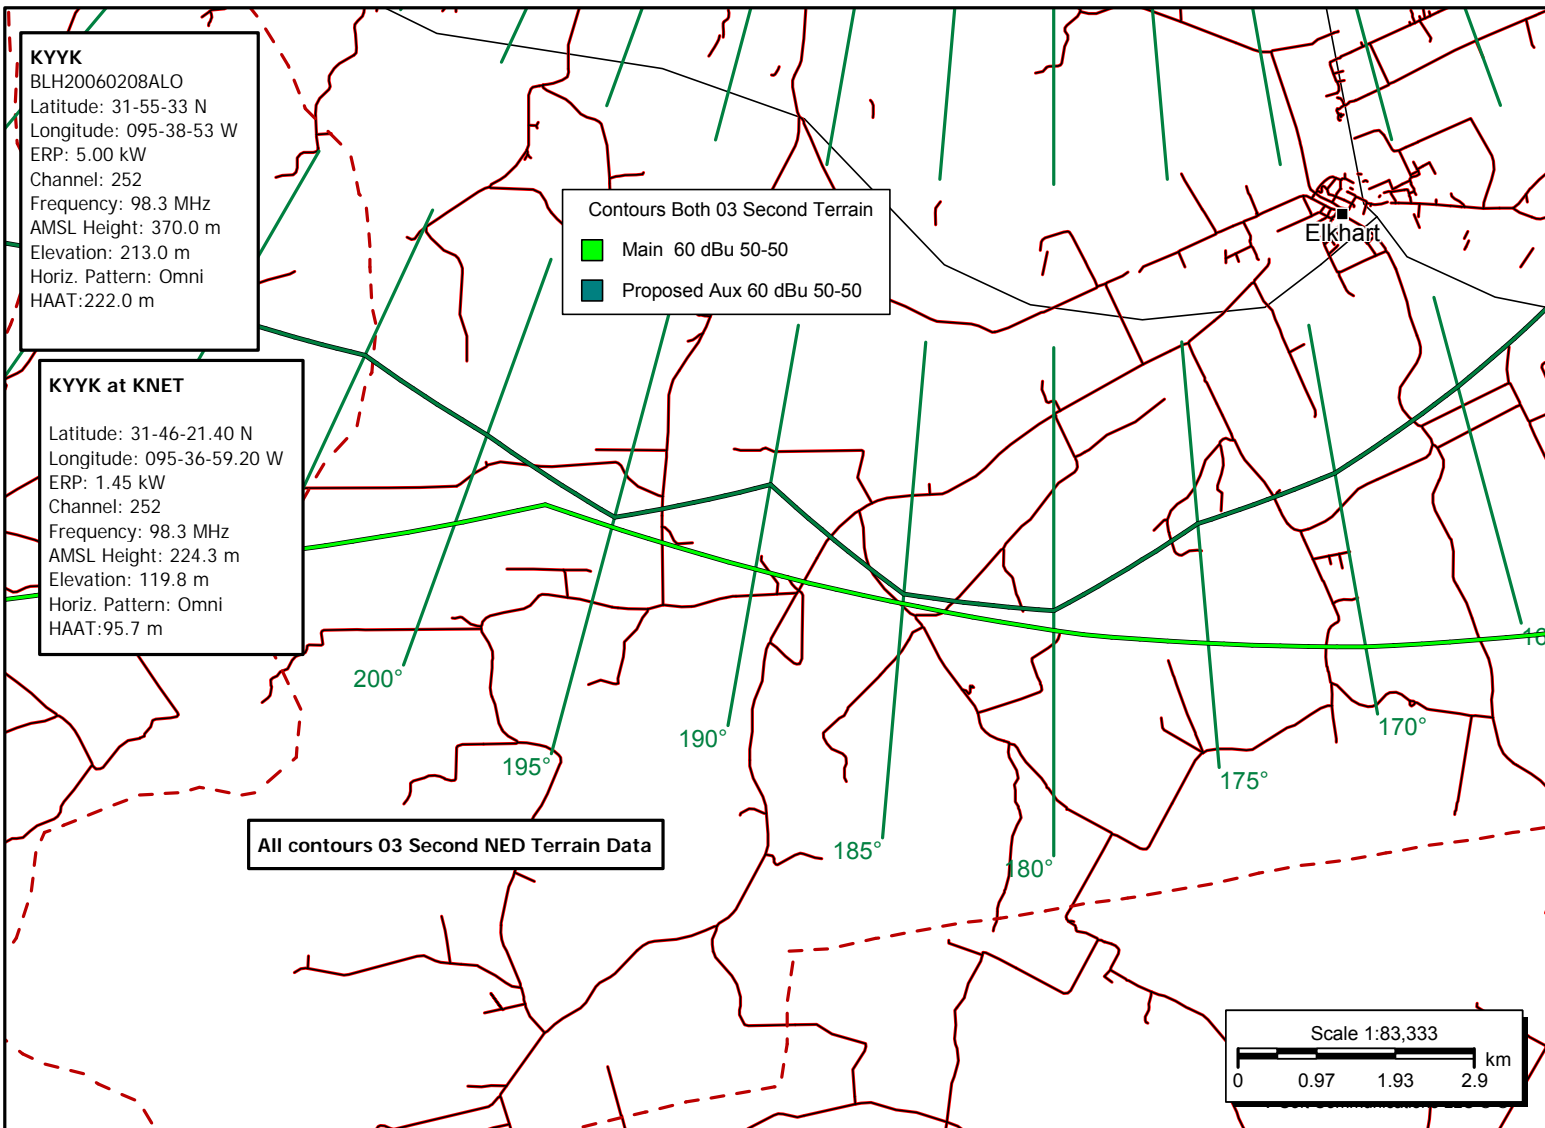 KYYK
BLH20060208ALO
Latitude: 31-55-33 N
Longitude: 095-38-53 W
ERP: 5.00 kW
Channel: 252
Frequency: 98.3 MHz
AMSL Height: 370.0 m
Elevation: 213.0 m
Horiz. Pattern: Omni
HAAT:222.0 m
KYYK at KNET
Latitude: 31-46-21.40 N
Longitude: 095-36-59.20 W
ERP: 1.45 kW
Channel: 252
Frequency: 98.3 MHz
AMSL Height: 224.3 m
Elevation: 119.8 m
Horiz. Pattern: Omni
HAAT:95.7 m
Contours Both 03 Second Terrain
Main 60 dBu 50-50
Proposed Aux 60 dBu 50-50
Elkhart
200°
195°
190°
185°
180°
175°
170°
All contours 03 Second NED Terrain Data
Scale 1:83,333
km
0 0.97 1.93 2.9